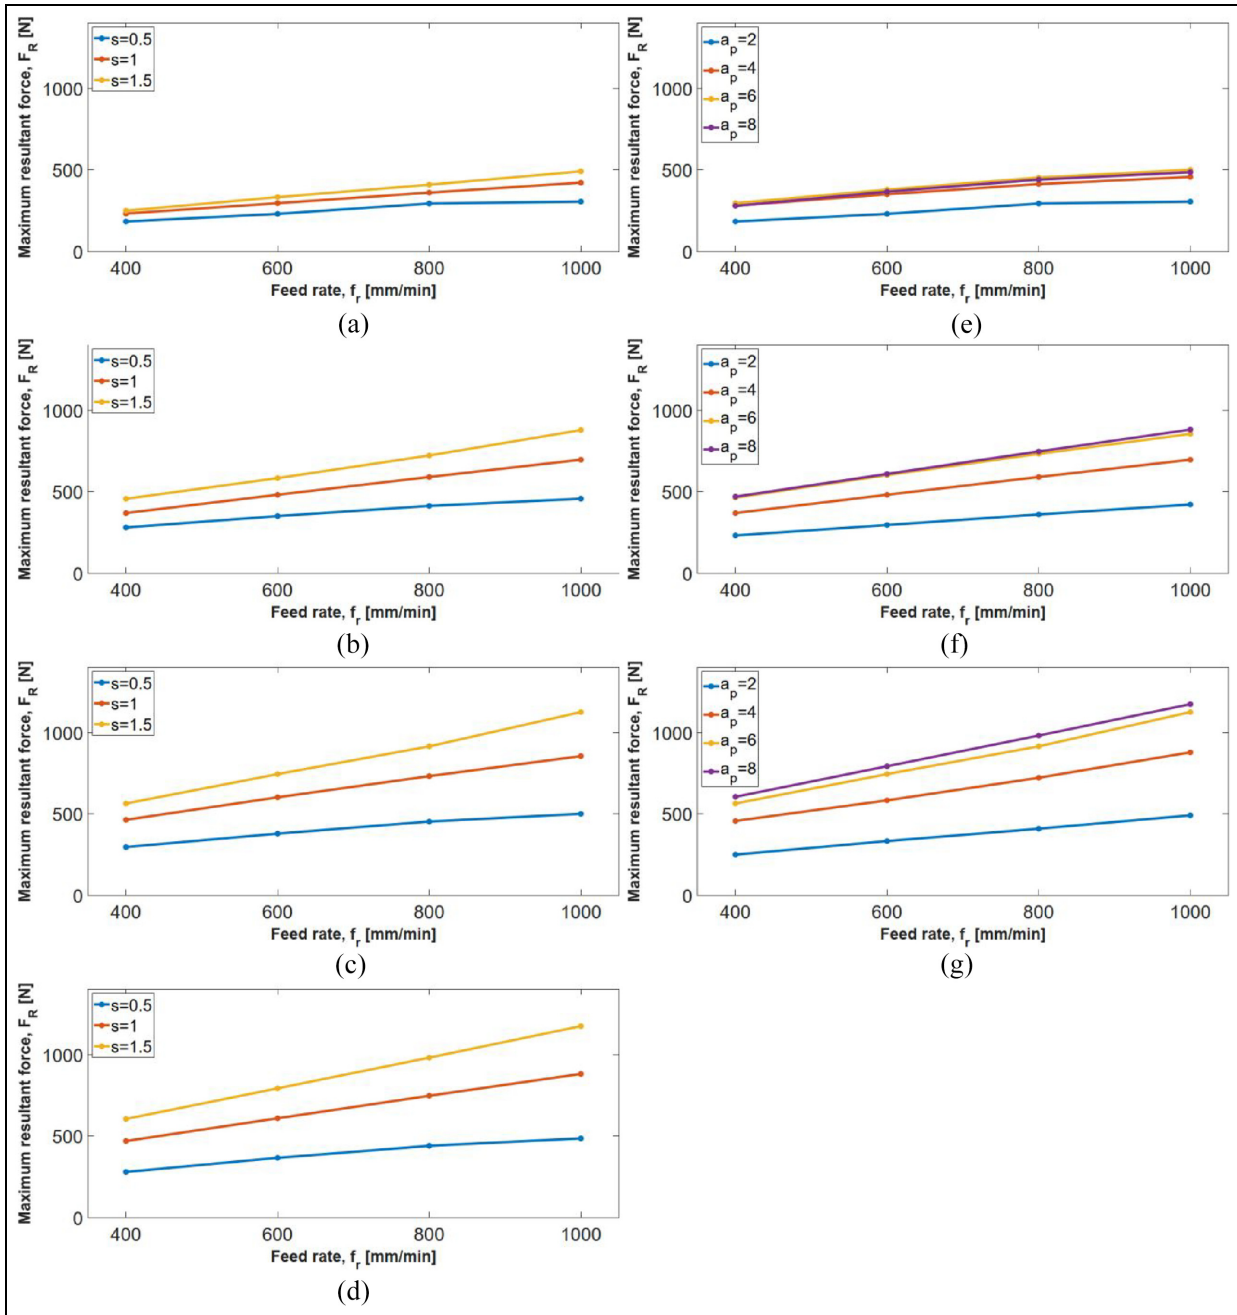 Maximum resultant force, F_R [N]
s=0.5
s=1
s=1.5
1000
500
0
400 600 800 1000
Feed rate, f_r [mm/min]
(a)
Maximum resultant force, F_R [N]
a_p=2
a_p=4
a_p=6
a_p=8
1000
500
0
400 600 800 1000
Feed rate, f_r [mm/min]
(e)
Maximum resultant force, F_R [N]
s=0.5
s=1
s=1.5
1000
500
0
400 600 800 1000
Feed rate, f_r [mm/min]
(b)
Maximum resultant force, F_R [N]
a_p=2
a_p=4
a_p=6
a_p=8
1000
500
0
400 600 800 1000
Feed rate, f_r [mm/min]
(f)
Maximum resultant force, F_R [N]
s=0.5
s=1
s=1.5
1000
500
0
400 600 800 1000
Feed rate, f_r [mm/min]
(c)
Maximum resultant force, F_R [N]
a_p=2
a_p=4
a_p=6
a_p=8
1000
500
0
400 600 800 1000
Feed rate, f_r [mm/min]
(g)
Maximum resultant force, F_R [N]
s=0.5
s=1
s=1.5
1000
500
0
400 600 800 1000
Feed rate, f_r [mm/min]
(d)